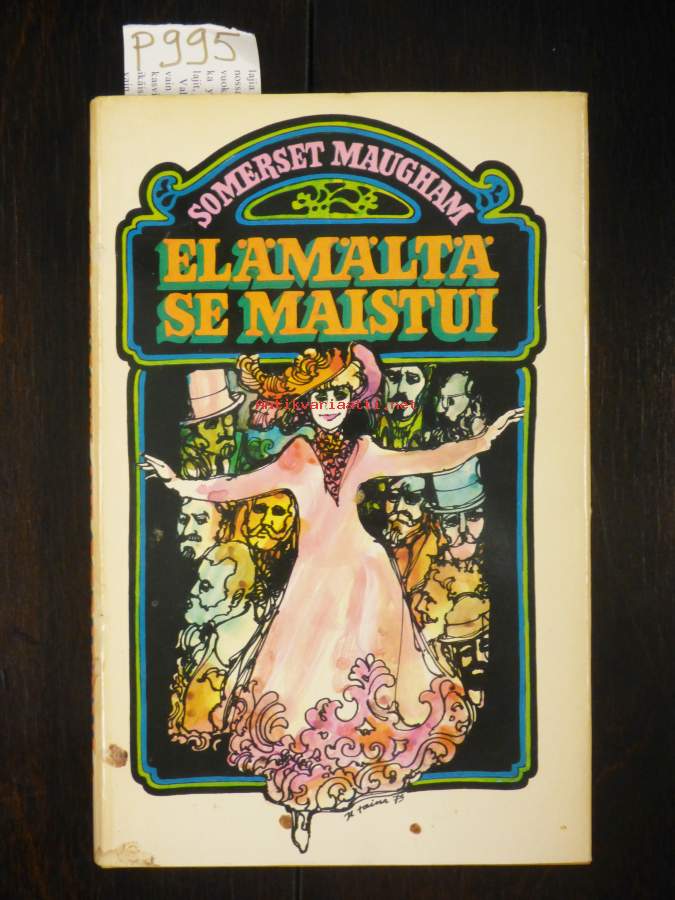 P995
SOMERSET MAUGHAM
ELÄMÄLTÄ
SE MAISTUI
Antikvariaatti.net